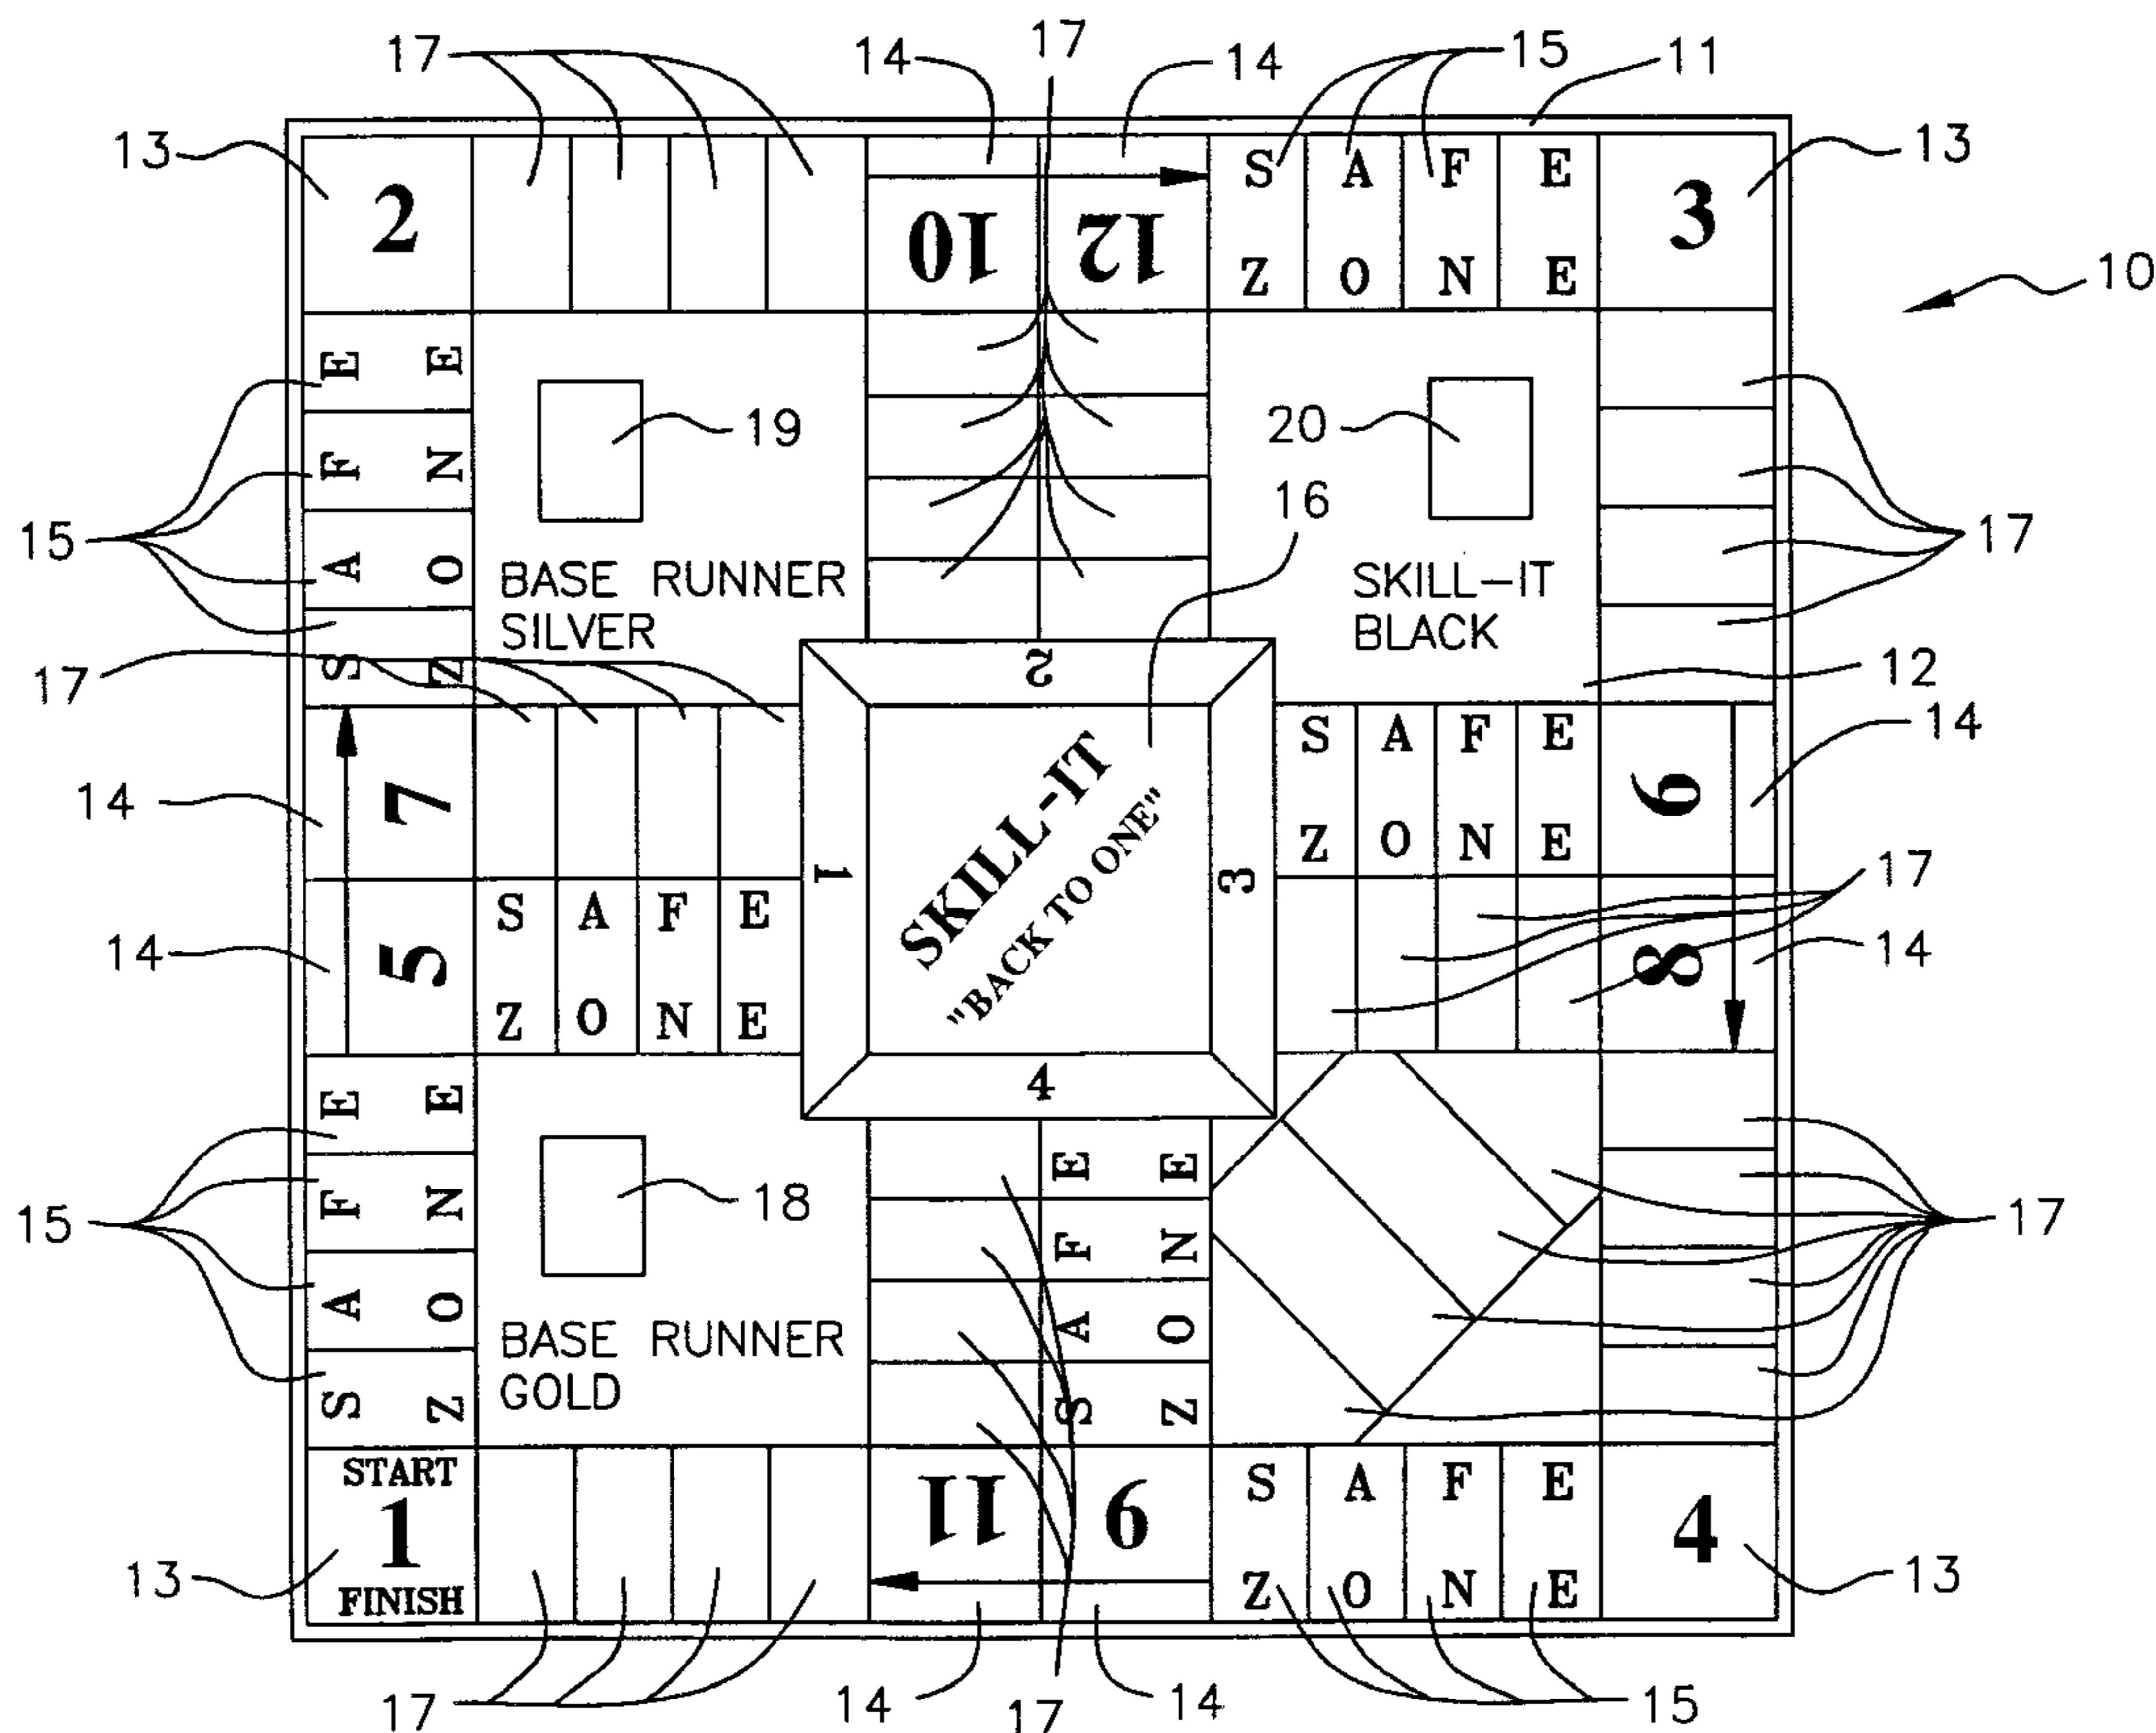 17 14 17 14 15 11
13 2 10 12 S A F E 3 13
Z O N E
10
E E
19 20
F N
16
15 17
A O BASE RUNNER SKILL-IT
SILVER BLACK
S Z
17 2 12
S A F E 6 14
14 7
Z O N E
SKILL-IT
"BACK TO ONE"
1 3
17
S A F E
14 5 8 14
Z O N E
4
E E
E E
15 F N 18 F N 17
A O BASE RUNNER A O
GOLD
S Z S Z
START
1 11 9 S A F E 4
13 FINISH Z O N E 13
17 14 17 14 15